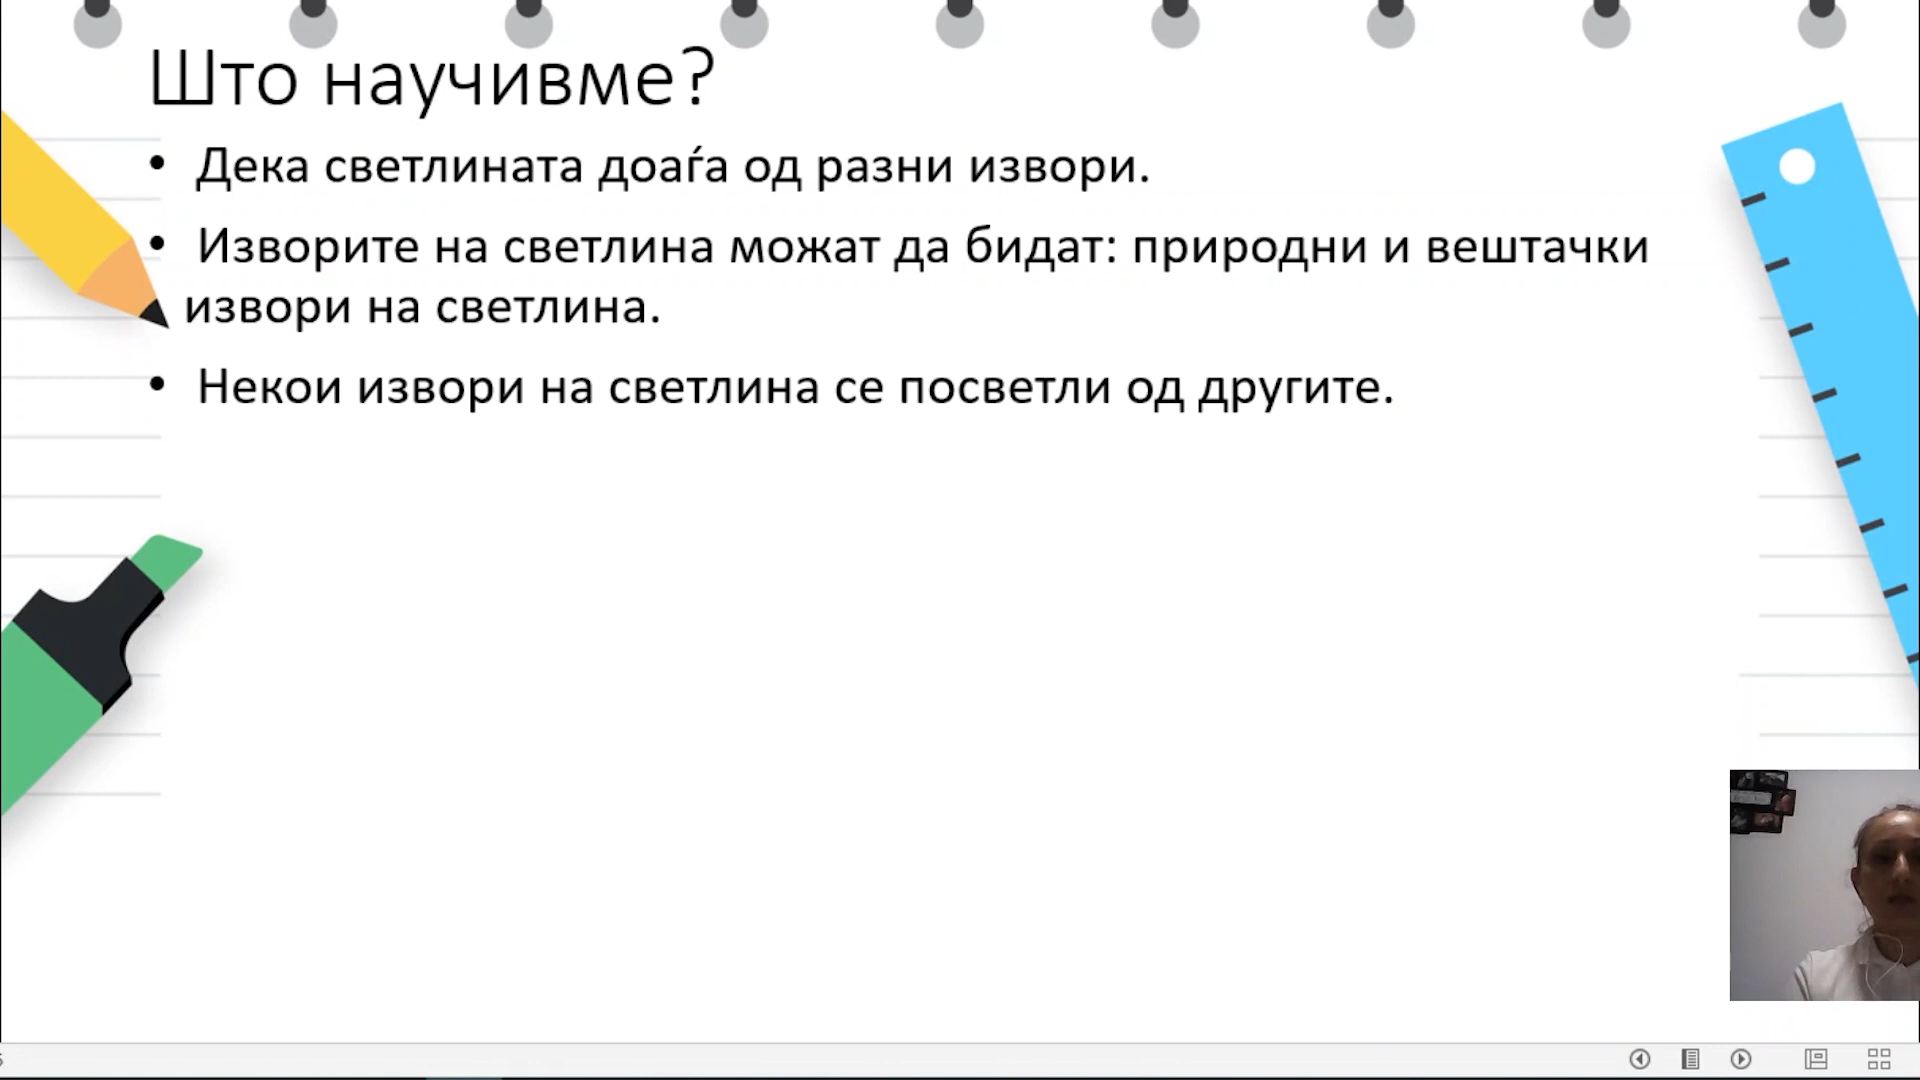 Што научивме?
• Дека светлината доаѓа од разни извори.
• Изворите на светлина можат да бидат: природни и вештачки
извори на светлина.
• Некои извори на светлина се посветли од другите.